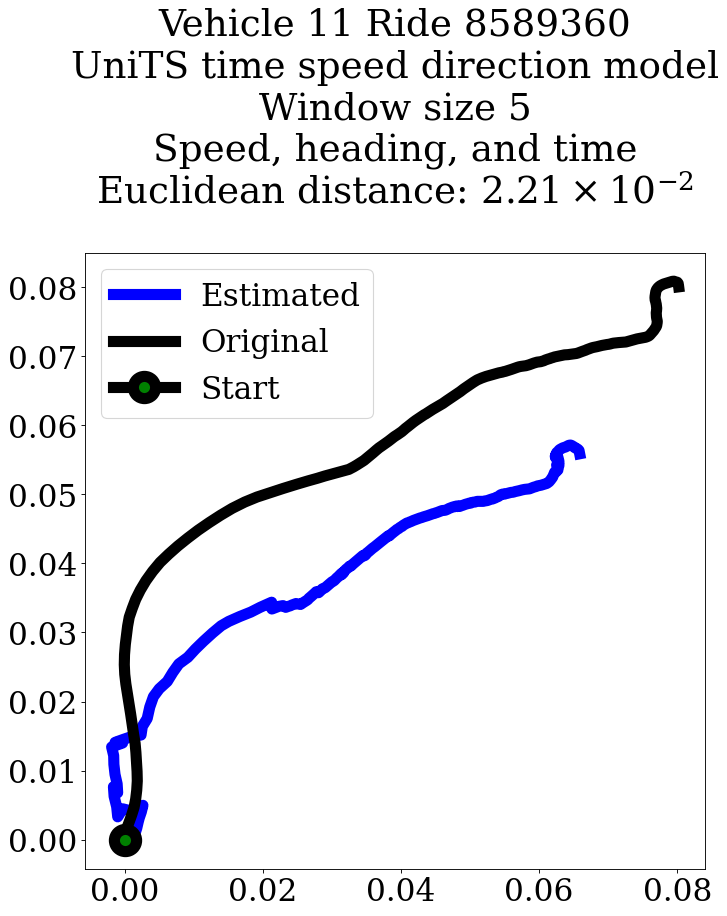 Vehicle 11 Ride 8589360
UniTS time speed direction model
Window size 5
Speed, heading, and time
Euclidean distance: 2.21 × 10⁻²
Estimated
Original
Start
0.08
0.07
0.06
0.05
0.04
0.03
0.02
0.01
0.00
0.00 0.02 0.04 0.06 0.08